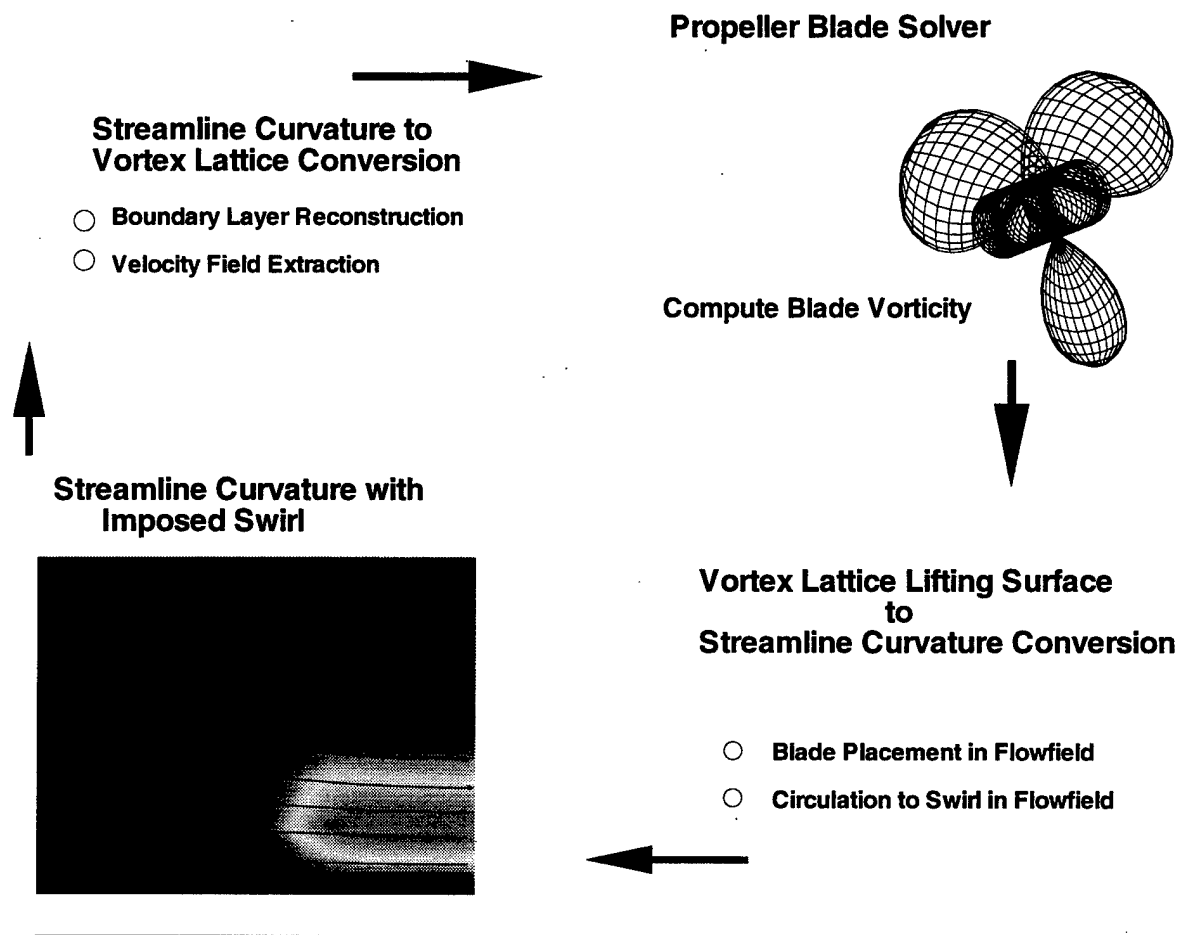 Propeller Blade Solver
Streamline Curvature to
Vortex Lattice Conversion
Boundary Layer Reconstruction
Velocity Field Extraction
Compute Blade Vorticity
Streamline Curvature with
Imposed Swirl
Vortex Lattice Lifting Surface
to
Streamline Curvature Conversion
Blade Placement in Flowfield
Circulation to Swirl in Flowfield